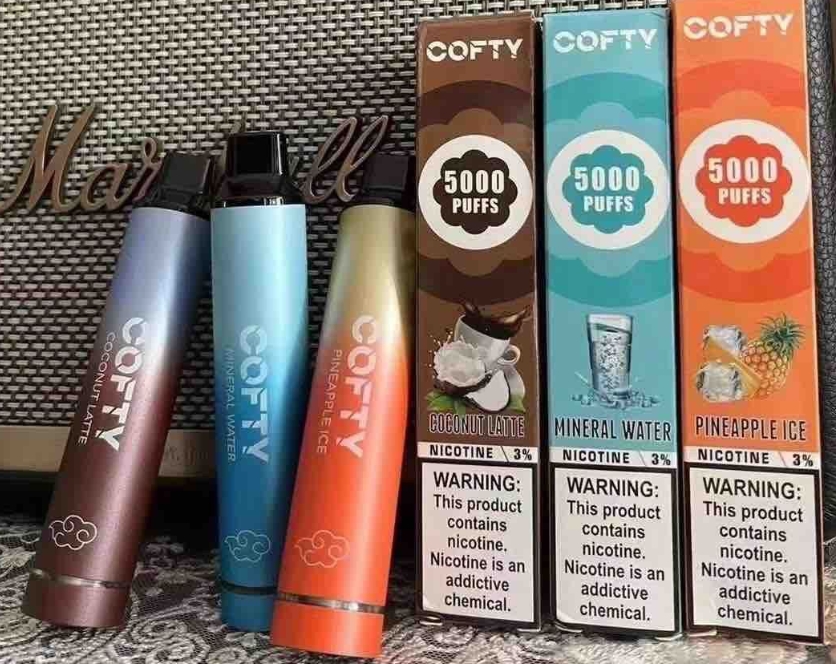 Marshall
COFTY
COCONUT LATTE
COFTY
MINERAL WATER
COFTY
PINEAPPLE ICE
COFTY
5000
PUFFS
COCONUT LATTE
NICOTINE 3%
WARNING:
This product
contains
nicotine.
Nicotine is an
addictive
chemical.
COFTY
5000
PUFFS
MINERAL WATER
NICOTINE 3%
WARNING:
This product
contains
nicotine.
Nicotine is an
addictive
chemical.
COFTY
5000
PUFFS
PINEAPPLE ICE
NICOTINE 3%
WARNING:
This product
contains
nicotine.
Nicotine is an
addictive
chemical.